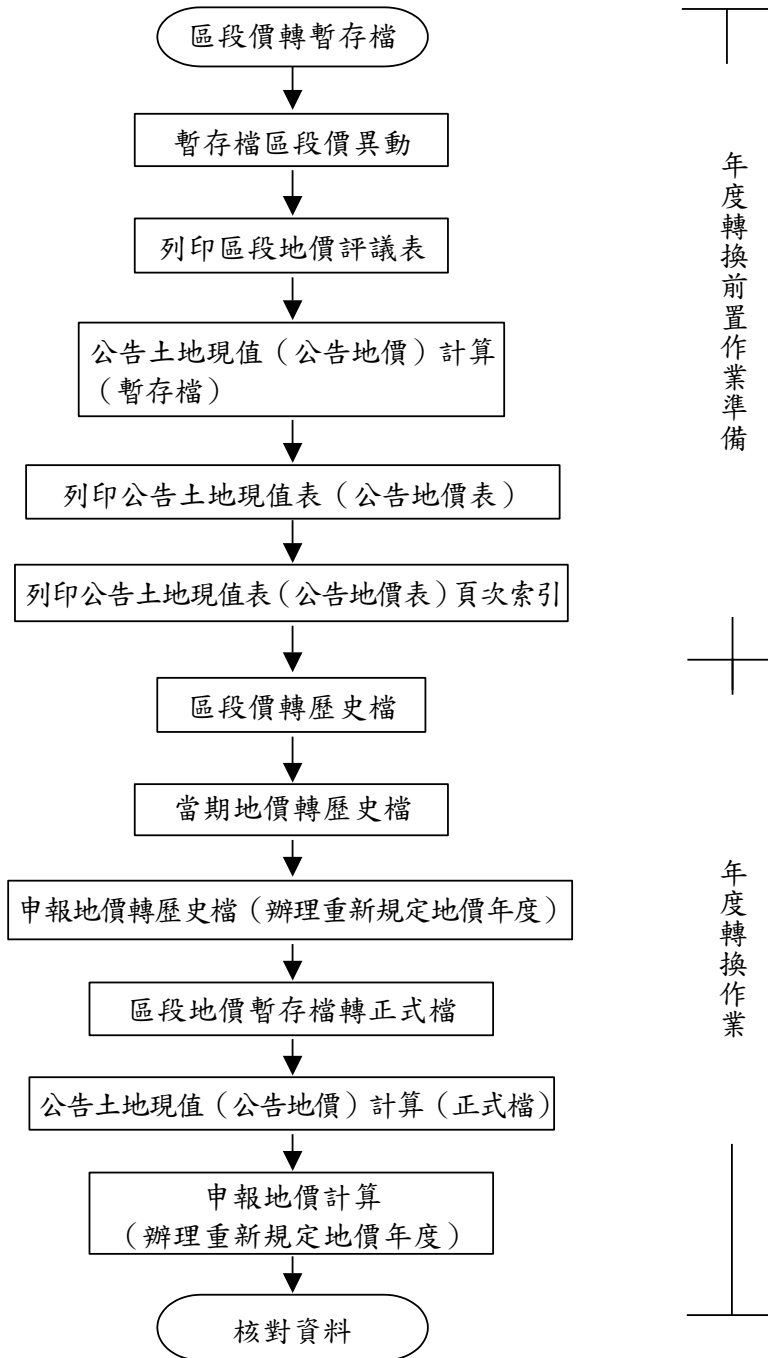 區段價轉暫存檔
暫存檔區段價異動
列印區段地價評議表
公告土地現值（公告地價）計算
（暫存檔）
列印公告土地現值表（公告地價表）
列印公告土地現值表（公告地價表）頁次索引
年度轉換前置作業準備
區段價轉歷史檔
當期地價轉歷史檔
申報地價轉歷史檔（辦理重新規定地價年度）
區段地價暫存檔轉正式檔
公告土地現值（公告地價）計算（正式檔）
申報地價計算
（辦理重新規定地價年度）
核對資料
年度轉換作業